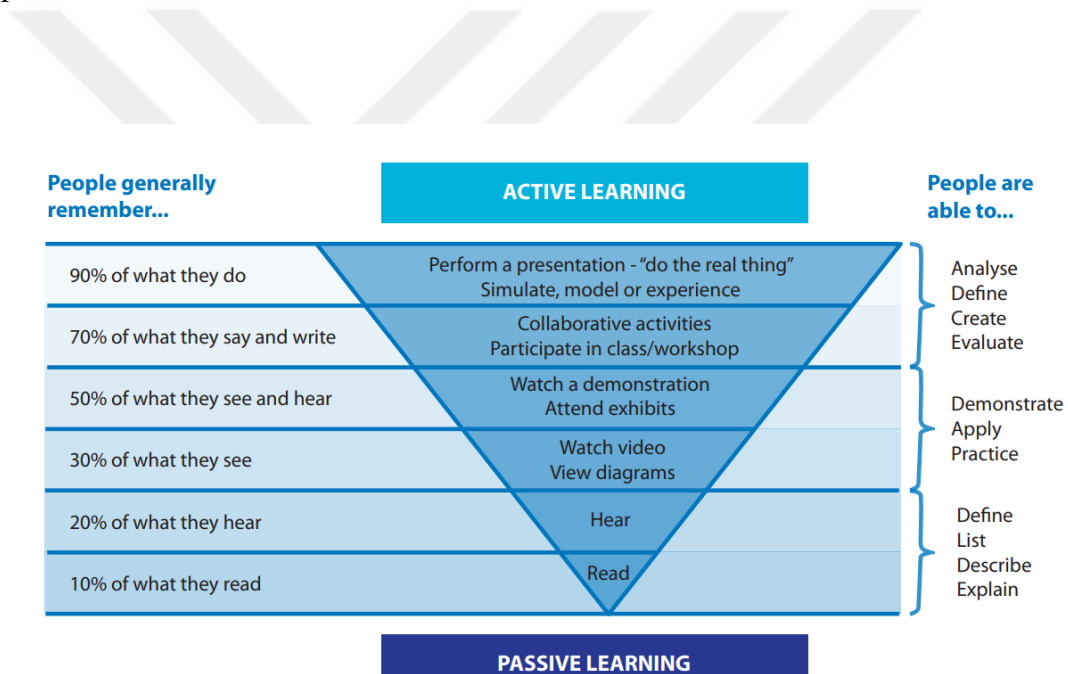 People generally
remember...
ACTIVE LEARNING
People are
able to...
90% of what they do
Perform a presentation - “do the real thing”
Simulate, model or experience
Analyse
Define
Create
Evaluate
70% of what they say and write
Collaborative activities
Participate in class/workshop
50% of what they see and hear
Watch a demonstration
Attend exhibits
Demonstrate
Apply
Practice
30% of what they see
Watch video
View diagrams
20% of what they hear
Hear
Define
List
Describe
Explain
10% of what they read
Read
PASSIVE LEARNING